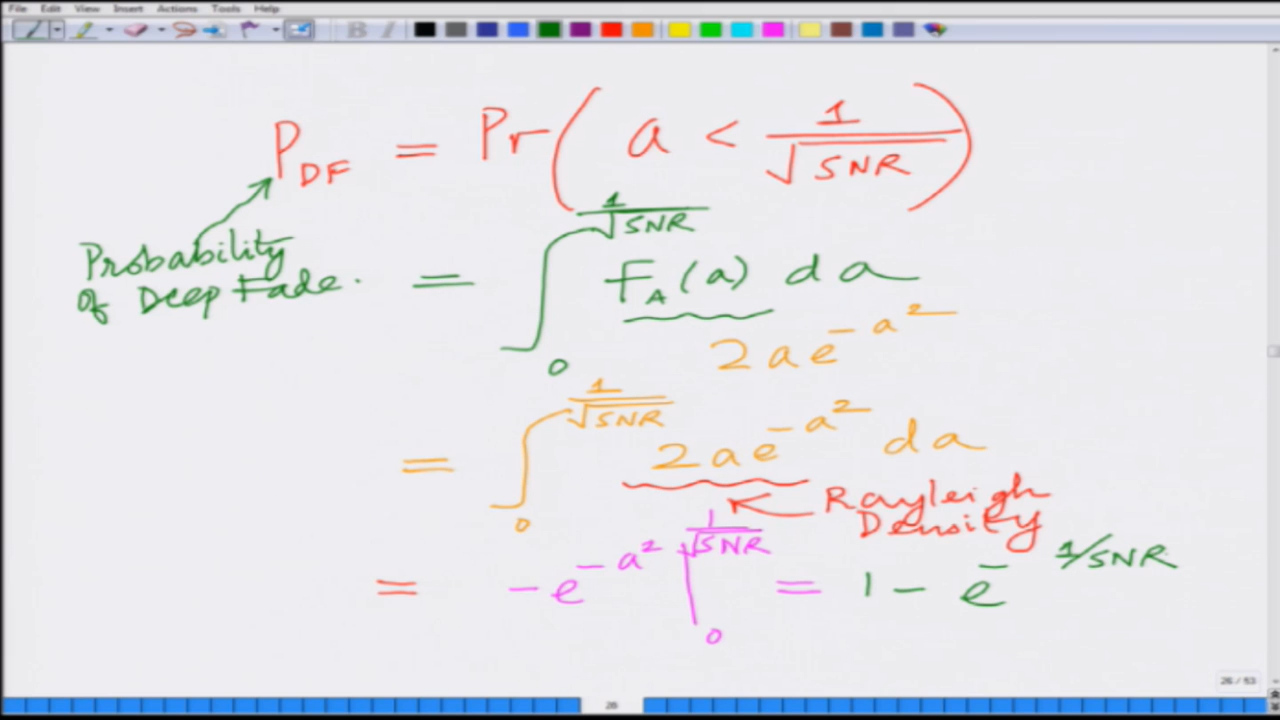 File Edit View Insert Actions Tools Help
P_DF = Pr( a < 1/√SNR )
Probability of Deep Fade.
= ∫_0^{1/√SNR} F_A(a) da
2ae^{-a^2}
= ∫_0^{1/√SNR} 2ae^{-a^2} da
← Rayleigh Density
= -e^{-a^2} |_0^{1/√SNR} = 1 - e^{-1/SNR}
26 / 53
26